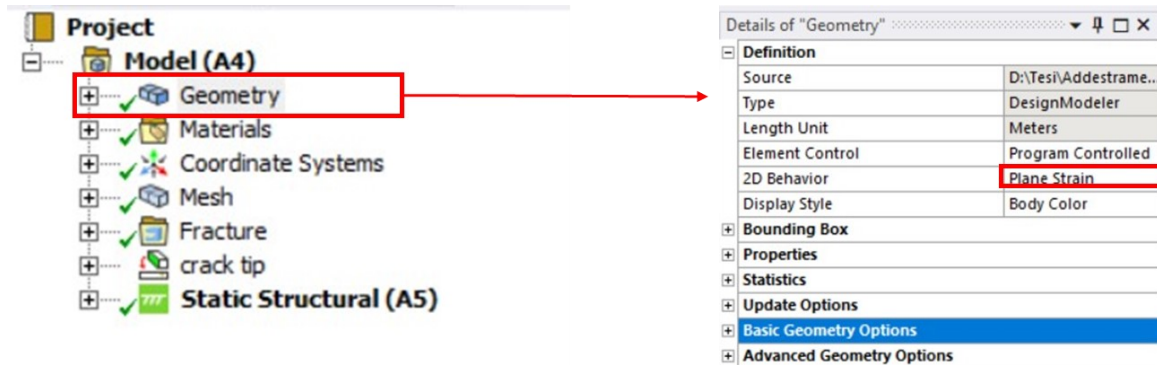 Project
Model (A4)
Geometry
Materials
Coordinate Systems
Mesh
Fracture
crack tip
Static Structural (A5)
Details of "Geometry"
Definition
Source D:\Tesi\Addestrame...
Type DesignModeler
Length Unit Meters
Element Control Program Controlled
2D Behavior Plane Strain
Display Style Body Color
Bounding Box
Properties
Statistics
Update Options
Basic Geometry Options
Advanced Geometry Options